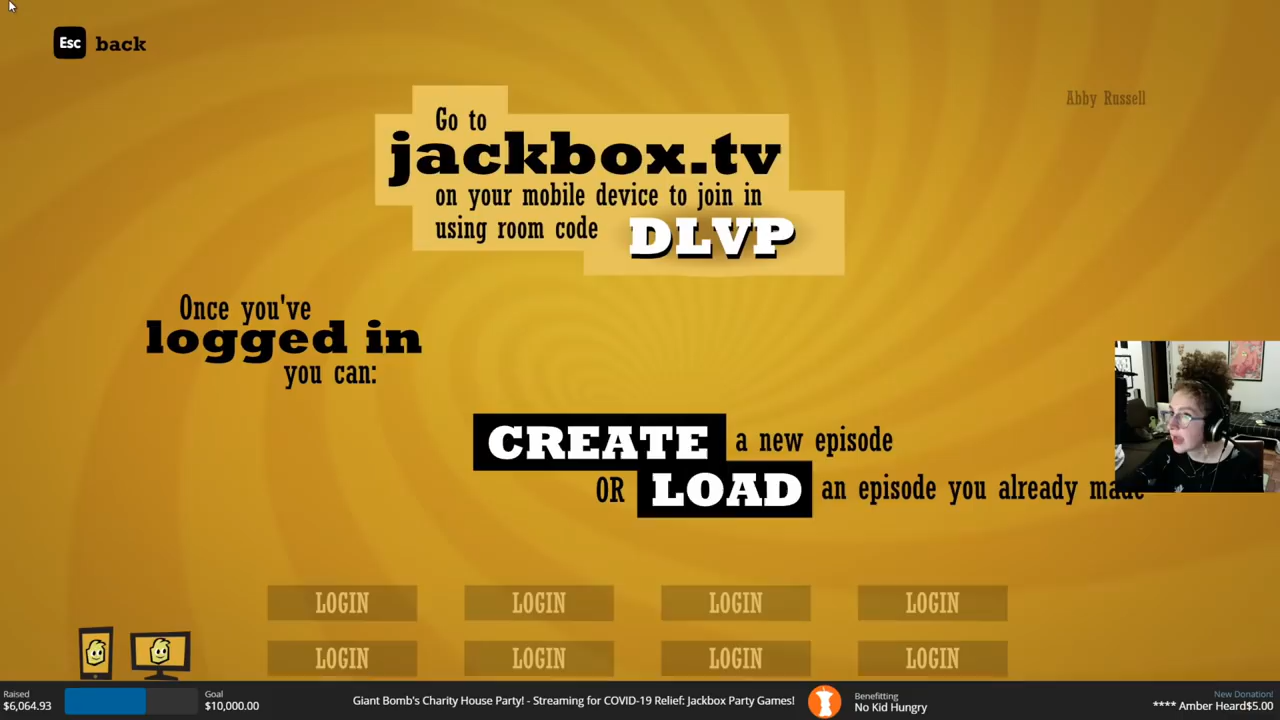 Esc back
Abby Russell
Go to
jackbox.tv
on your mobile device to join in
using room code DLVP
Once you've
logged in
you can:
CREATE a new episode
OR LOAD an episode you already made
LOGIN LOGIN LOGIN LOGIN
LOGIN LOGIN LOGIN LOGIN
Raised
$6,064.93
Goal
$10,000.00
Giant Bomb's Charity House Party! - Streaming for COVID-19 Relief: Jackbox Party Games!
Benefitting
No Kid Hungry
New Donation!
**** Amber Heard$5.00